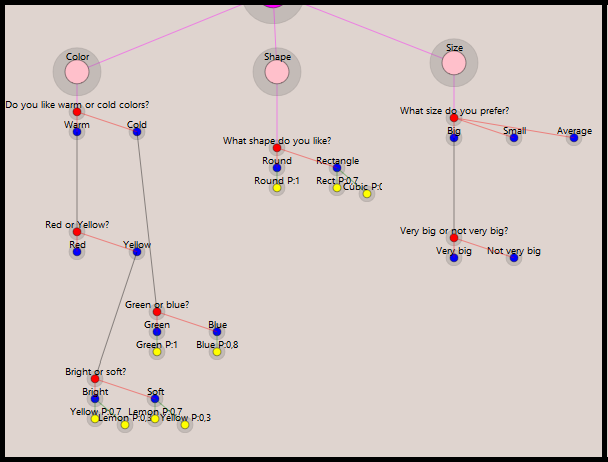 Color
Shape
Size
Do you like warm or cold colors?
What size do you prefer?
Warm
Cold
Big
Small
Average
What shape do you like?
Round
Rectangle
Round P:1
Rect P:0.7
Cubic P:(
Red or Yellow?
Very big or not very big?
Red
Yellow
Very big
Not very big
Green or blue?
Green
Blue
Green P:1
Blue P:0,8
Bright or soft?
Bright
Soft
Yellow P:0.7
Lemon P:0,3
Lemon P:0.7
Yellow P:0,3